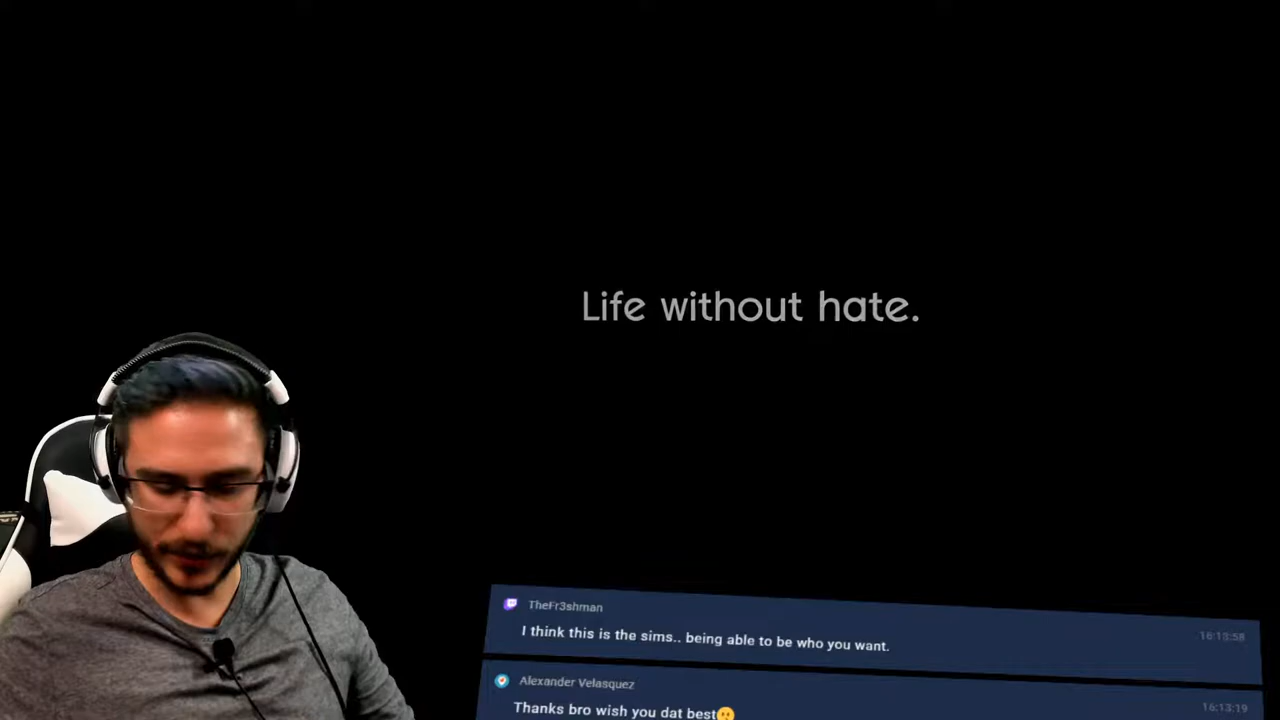 Life without hate.
TheFr3shman
16:13:58
I think this is the sims.. being able to be who you want.
Alexander Velasquez
16:13:19
Thanks bro wish you dat best😗